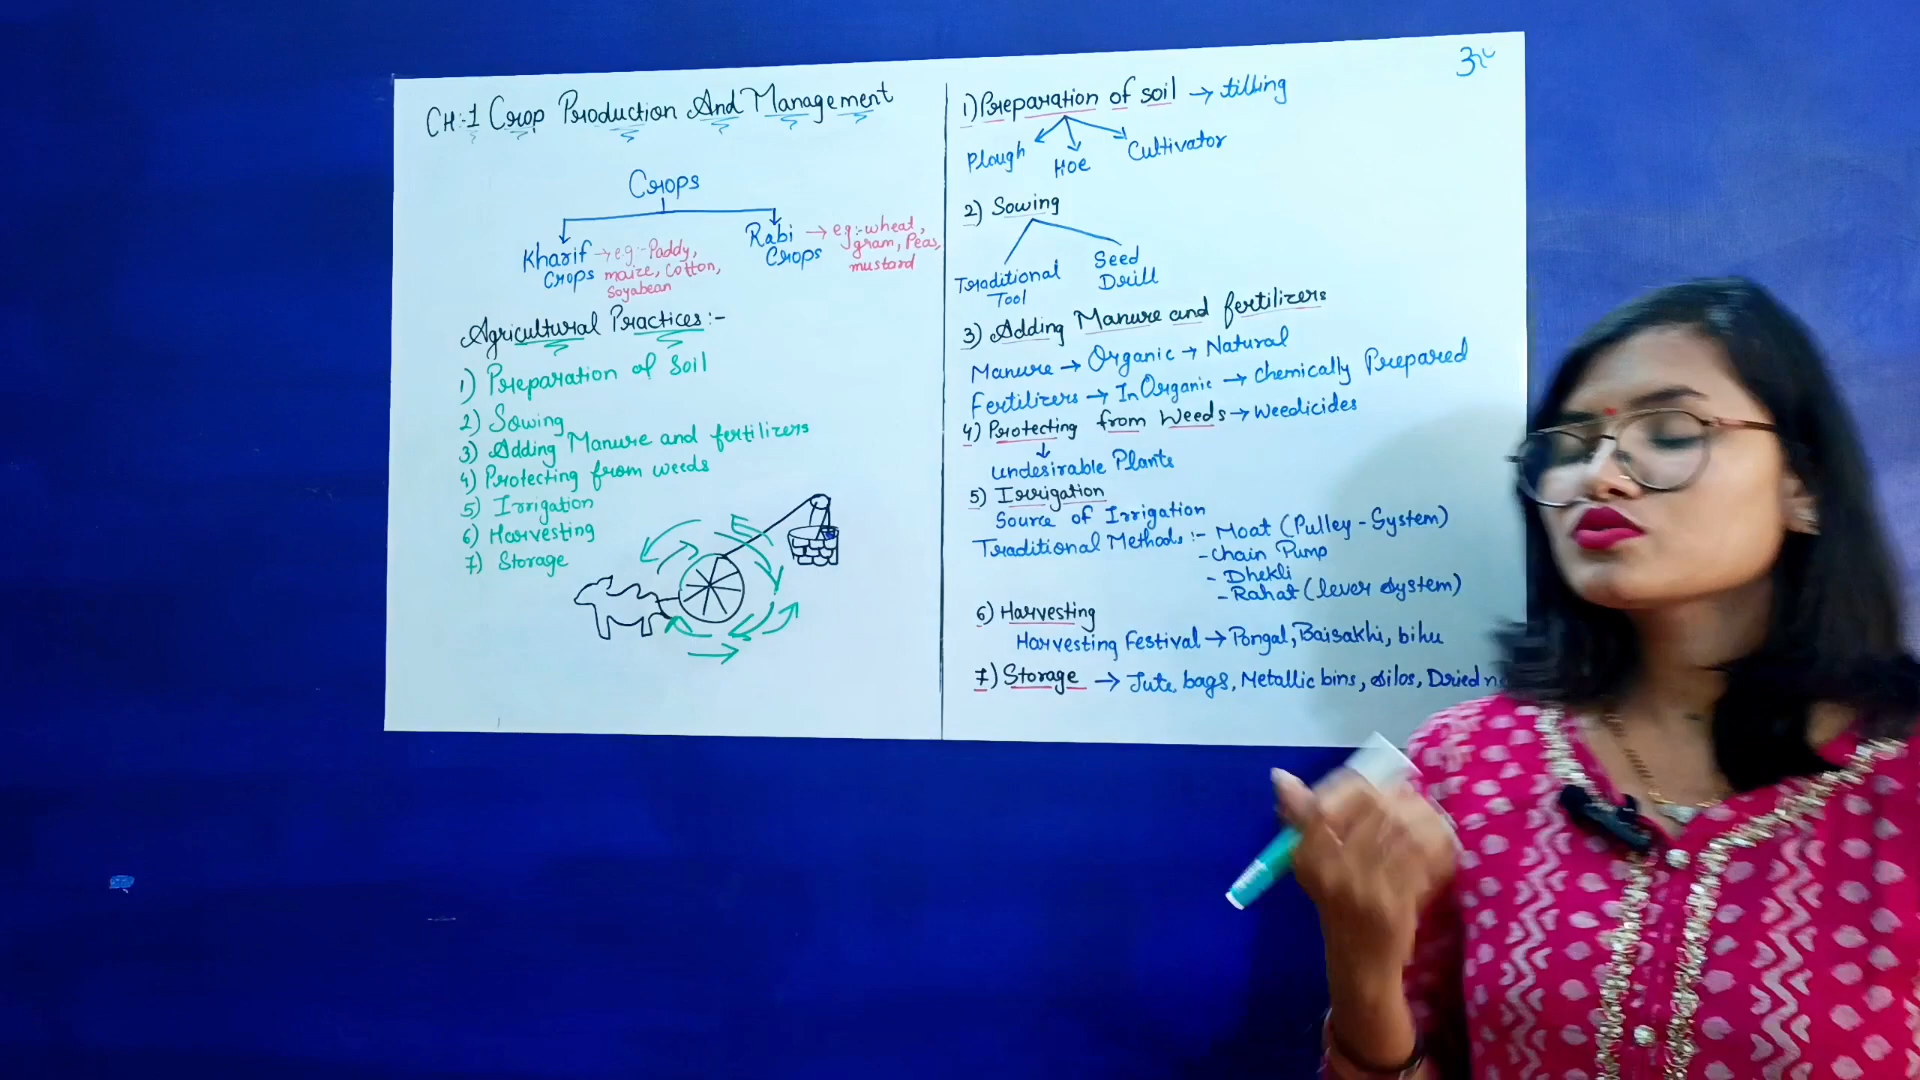 CH:-1 Crop Production And Management
Crops
Kharif Crops → e.g:- Paddy, maize, Cotton, Soyabean
Rabi Crops → eg:- wheat, gram, Peas, mustard
Agricultural Practices:-
1) Preparation of Soil
2) Sowing
3) Adding Manure and fertilizers
4) Protecting from weeds
5) Irrigation
6) Harvesting
7) Storage
1) Preparation of soil → tilling
Plough Hoe Cultivator
2) Sowing
Traditional Tool
Seed Drill
3) Adding Manure and fertilizers
Manure → Organic → Natural
Fertilizers → InOrganic → chemically Prepared
4) Protecting from Weeds → Weedicides
undesirable Plants
5) Irrigation
Source of Irrigation
Traditional Methods :- Moat (Pulley - System)
- Chain Pump
- Dhekli
- Rahat (lever system)
6) Harvesting
Harvesting Festival → Pongal, Baisakhi, bihu
7) Storage → Jute bags, Metallic bins, silos, Dried